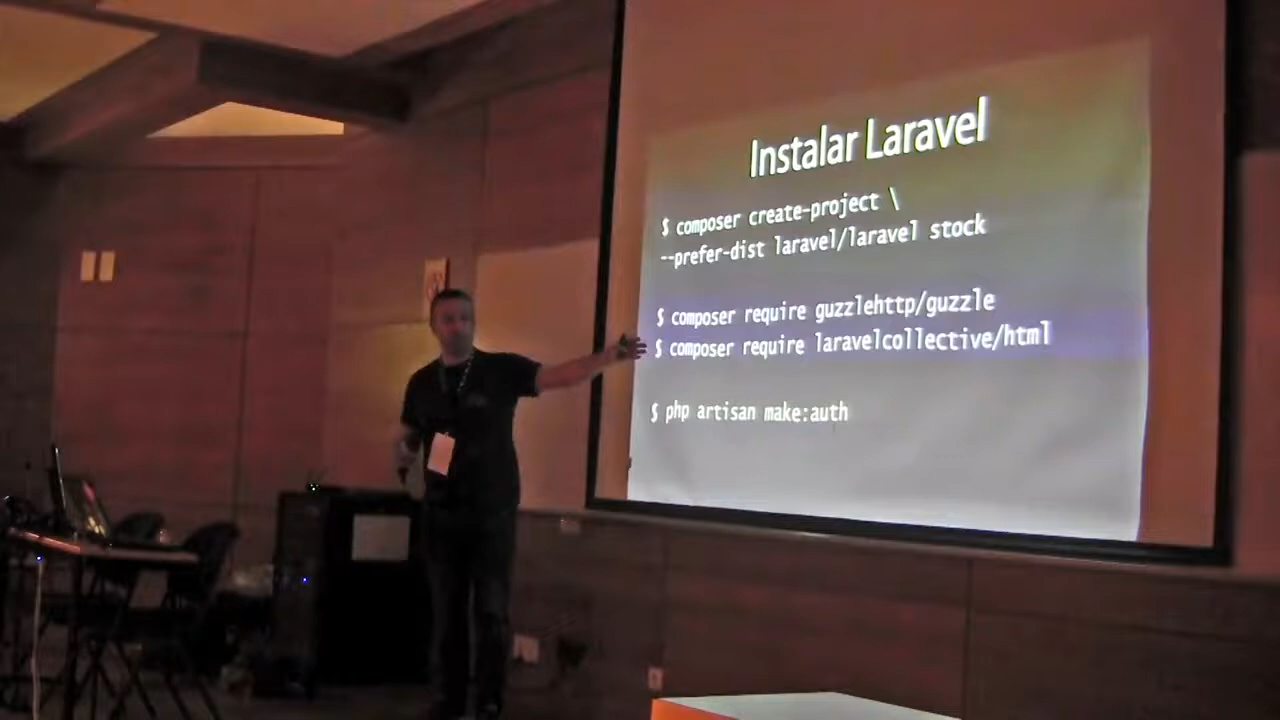 Instalar Laravel
$ composer create-project \
--prefer-dist laravel/laravel stock
$ composer require guzzlehttp/guzzle
$ composer require laravelcollective/html
$ php artisan make:auth